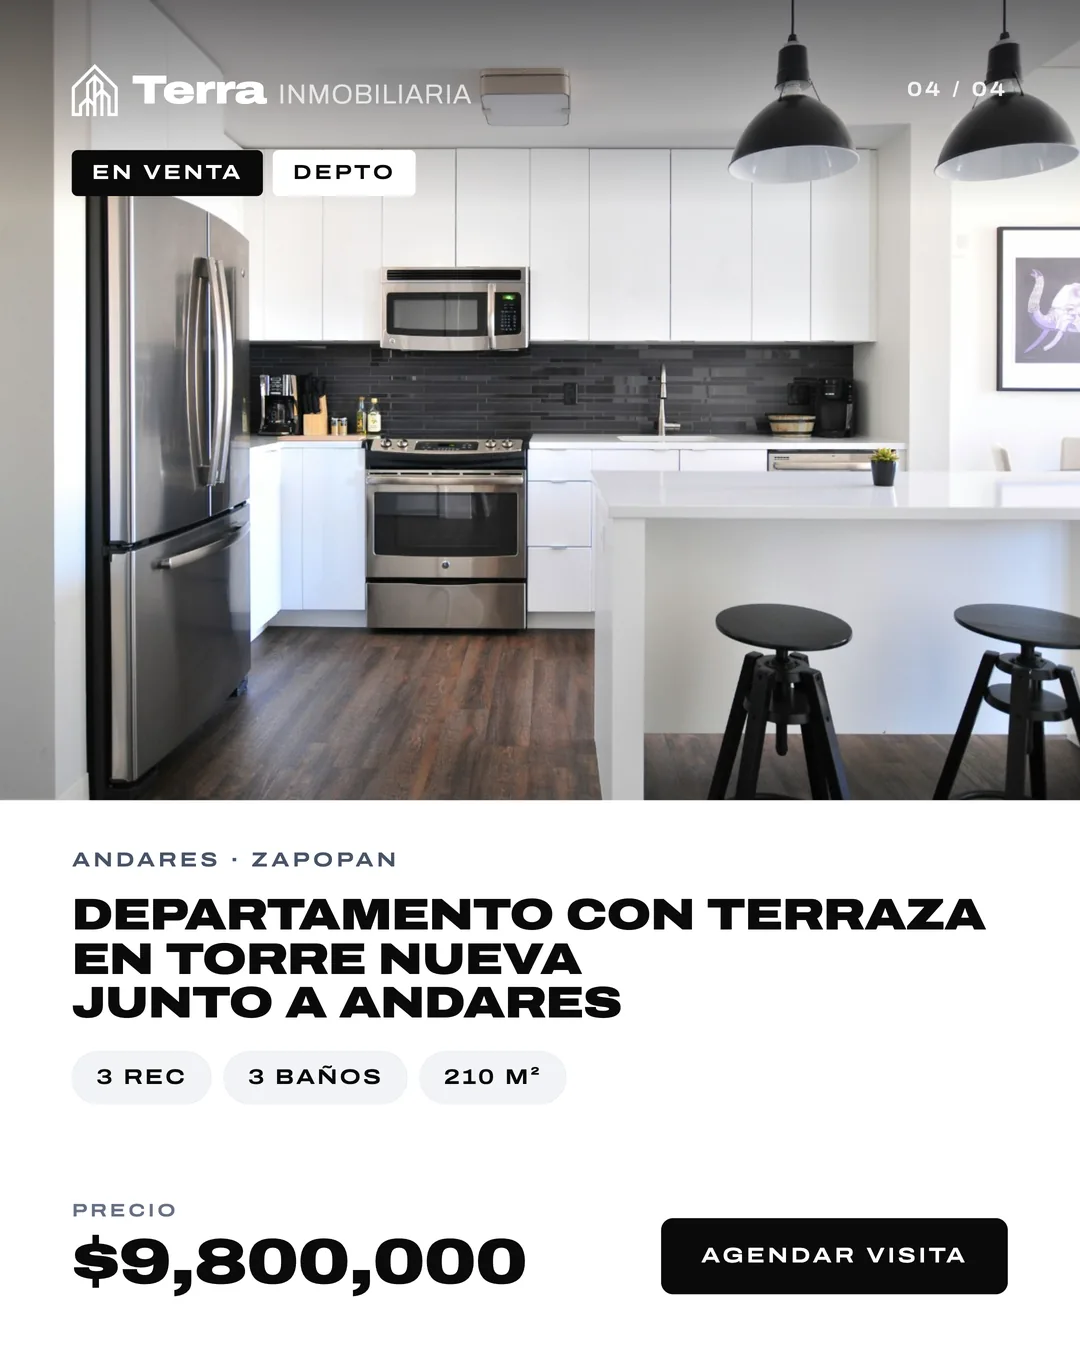 Terra INMOBILIARIA
04 / 04
EN VENTA
DEPTO
ANDARES · ZAPOPAN
DEPARTAMENTO CON TERRAZA
EN TORRE NUEVA
JUNTO A ANDARES
3 REC
3 BAÑOS
210 M²
PRECIO
$9,800,000
AGENDAR VISITA